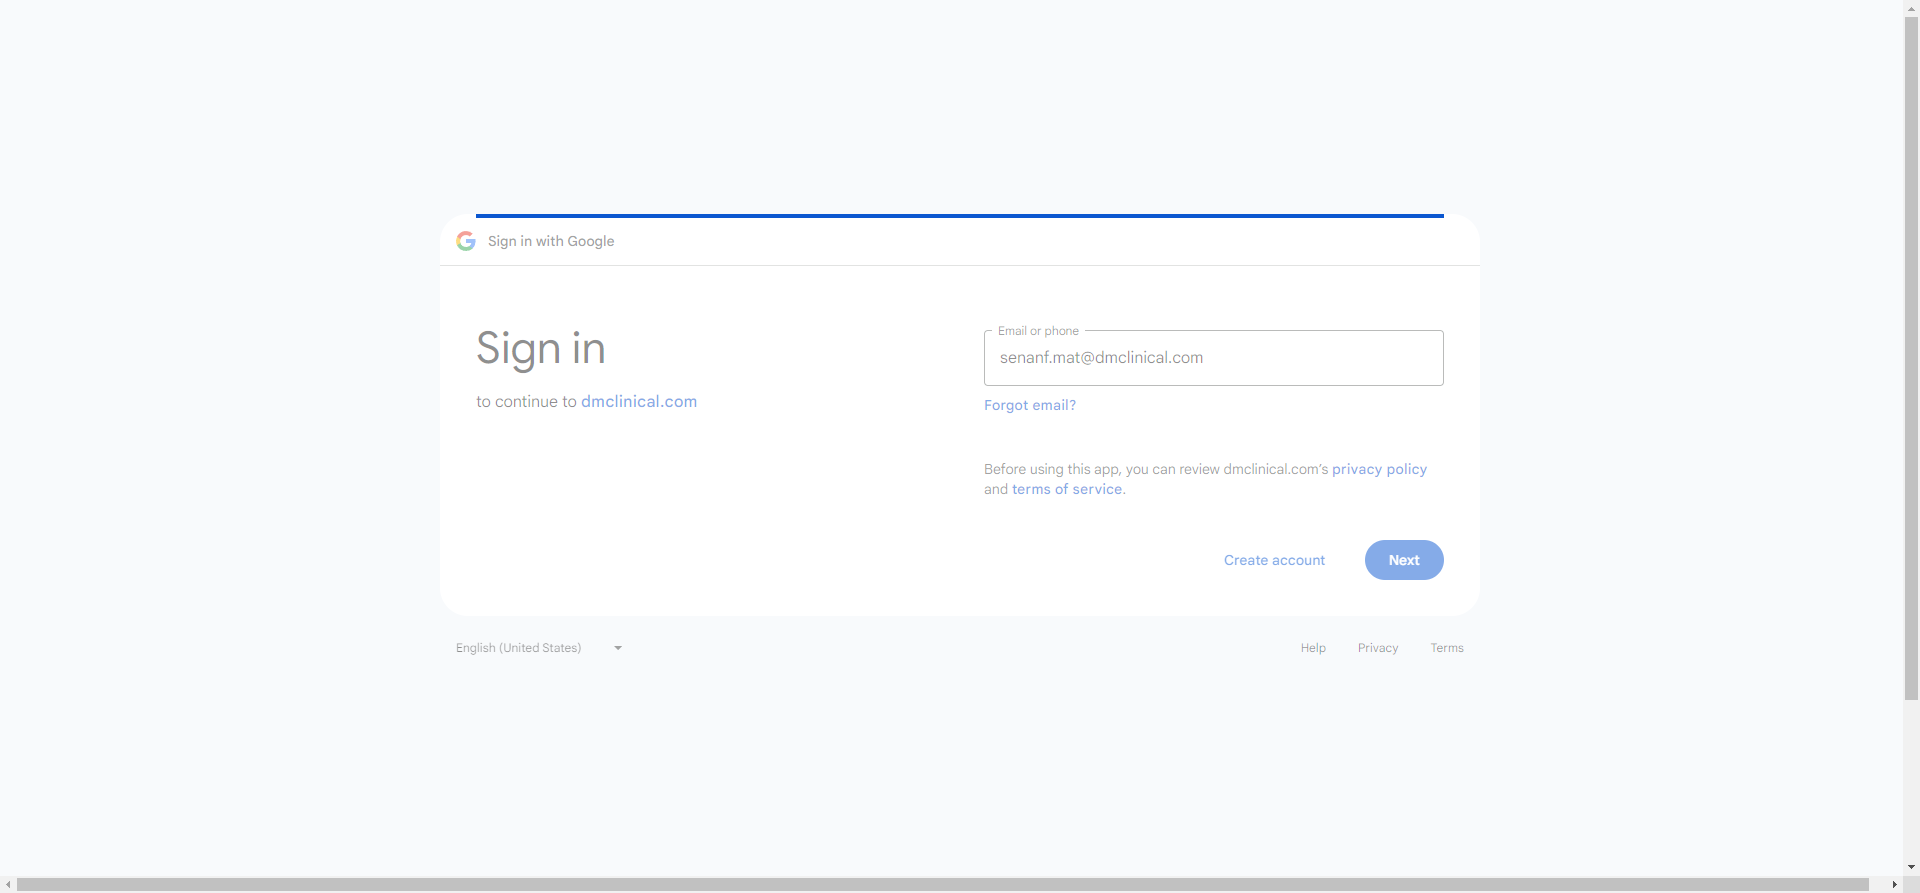 Sign in with Google
Sign in
to continue to dmclinical.com
Email or phone
senanf.mat@dmclinical.com
Forgot email?
Before using this app, you can review dmclinical.com’s privacy policy
and terms of service.
Create account
Next
English (United States)
Help
Privacy
Terms